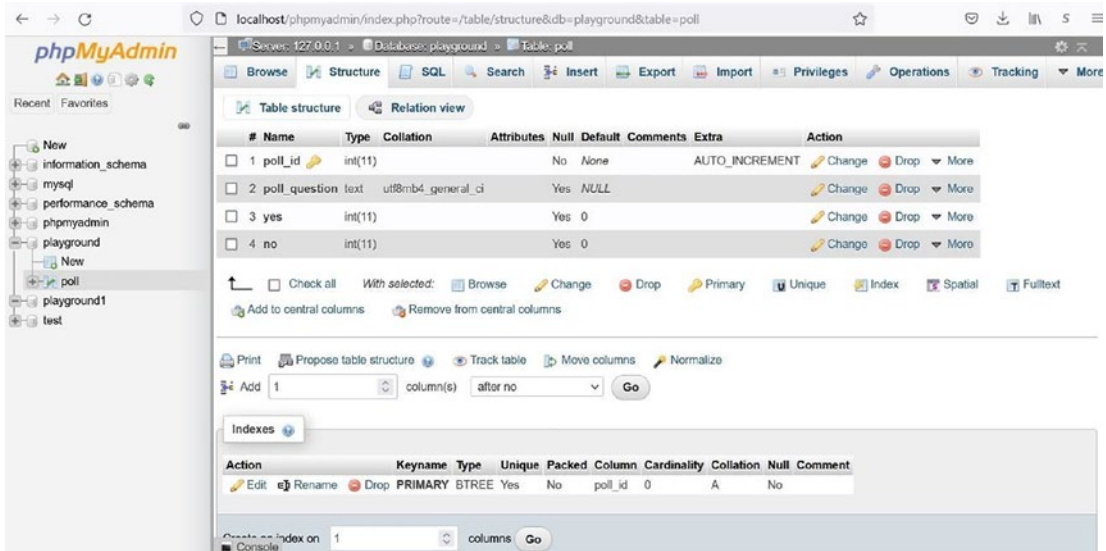 localhost/phpmyadmin/index.php?route=/table/structure&db=playground&table=poll
phpMyAdmin
Recent Favorites
New
information_schema
mysql
performance_schema
phpmyadmin
playground
New
poll
playground1
test
Server: 127.0.0.1 » Database: playground » Table: poll
Browse Structure SQL Search Insert Export Import Privileges Operations Tracking More
Table structure Relation view
# Name Type Collation Attributes Null Default Comments Extra Action
1 poll_id int(11) No None AUTO_INCREMENT Change Drop More
2 poll_question text utf8mb4_general_ci Yes NULL Change Drop More
3 yes int(11) Yes 0 Change Drop More
4 no int(11) Yes 0 Change Drop More
Check all With selected: Browse Change Drop Primary Unique Index Spatial Fulltext
Add to central columns Remove from central columns
Print Propose table structure Track table Move columns Normalize
Add 1 column(s) after no Go
Indexes
Action Keyname Type Unique Packed Column Cardinality Collation Null Comment
Edit Rename Drop PRIMARY BTREE Yes No poll_id 0 A No
Create an index on 1 columns Go
Console